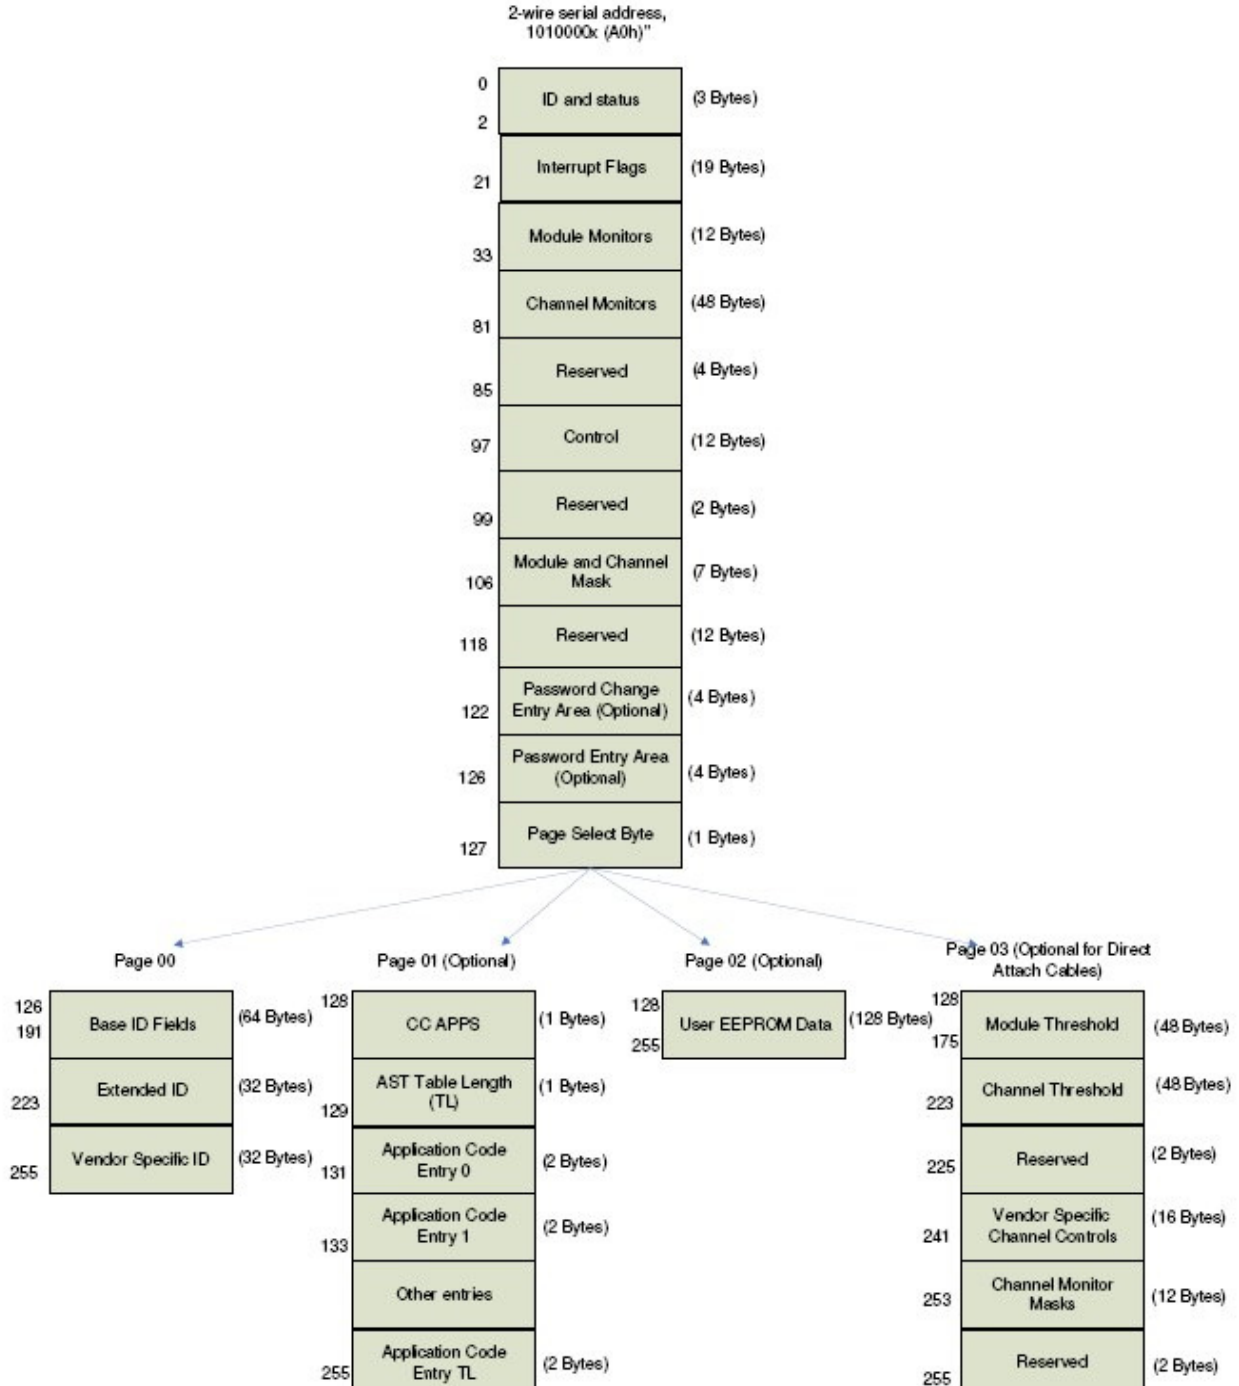 2-wire serial address,
1010000x (A0h)"
0
2
ID and status
(3 Bytes)
Interrupt Flags
(19 Bytes)
21
Module Monitors
(12 Bytes)
33
Channel Monitors
(48 Bytes)
81
Reserved
(4 Bytes)
85
Control
(12 Bytes)
97
Reserved
(2 Bytes)
99
Module and Channel
Mask
(7 Bytes)
106
Reserved
(12 Bytes)
118
Password Change
Entry Area (Optional)
(4 Bytes)
122
Password Entry Area
(Optional)
(4 Bytes)
126
Page Select Byte
(1 Bytes)
127
Page 00
126
191
Base ID Fields
(64 Bytes)
Extended ID
(32 Bytes)
223
Vendor Specific ID
(32 Bytes)
255
Page 01 (Optional)
128
CC APPS
(1 Bytes)
AST Table Length
(TL)
(1 Bytes)
129
Application Code
Entry 0
(2 Bytes)
131
Application Code
Entry 1
(2 Bytes)
133
Other entries
Application Code
Entry TL
(2 Bytes)
255
Page 02 (Optional)
128
255
User EEPROM Data
(128 Bytes)
Page 03 (Optional for Direct
Attach Cables)
128
175
Module Threshold
(48 Bytes)
Channel Threshold
(48 Bytes)
223
Reserved
(2 Bytes)
225
Vendor Specific
Channel Controls
(16 Bytes)
241
Channel Monitor
Masks
(12 Bytes)
253
Reserved
(2 Bytes)
255